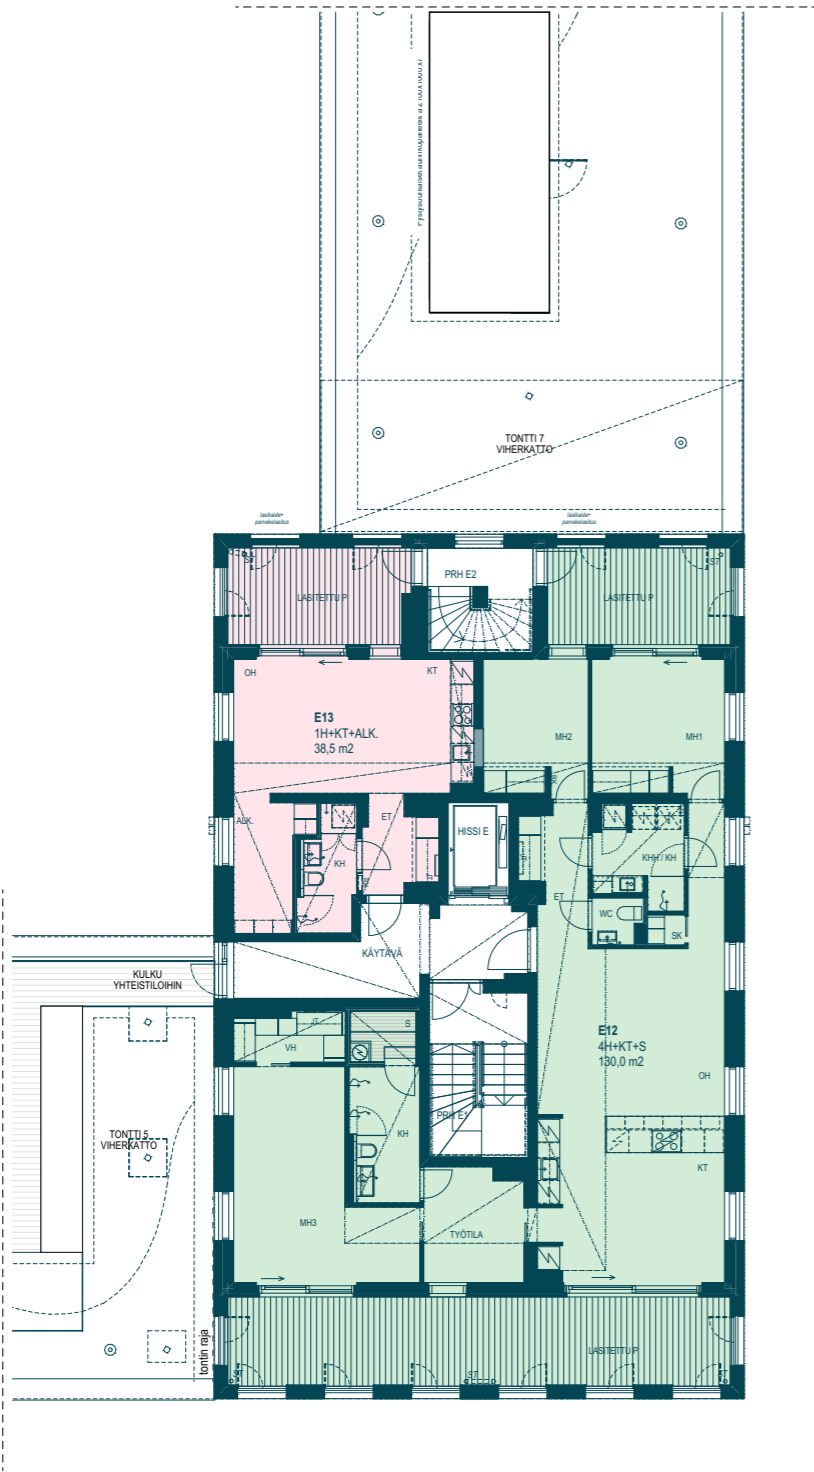 TONTTI 7
VIHERKATTO
lasikaide+
parvekelasitus
lasikaide+
parvekelasitus
ST
LASITETTU P
PRH E2
LASITETTU P
ST
OH
KT
E13
1H+KT+ALK.
38,5 m2
MH2
MH1
ALK.
ET
KH
HISSI E
KHH / KH
ET
WC
SK
KÄYTÄVÄ
KULKU
YHTEISTILOIHIN
VH
S
E12
4H+KT+S
130,0 m2
OH
PRH E1
TONTTI 5
VIHERKATTO
KH
KT
MH3
TYÖTILA
tontin raja
LASITETTU P
ST
ST
ST